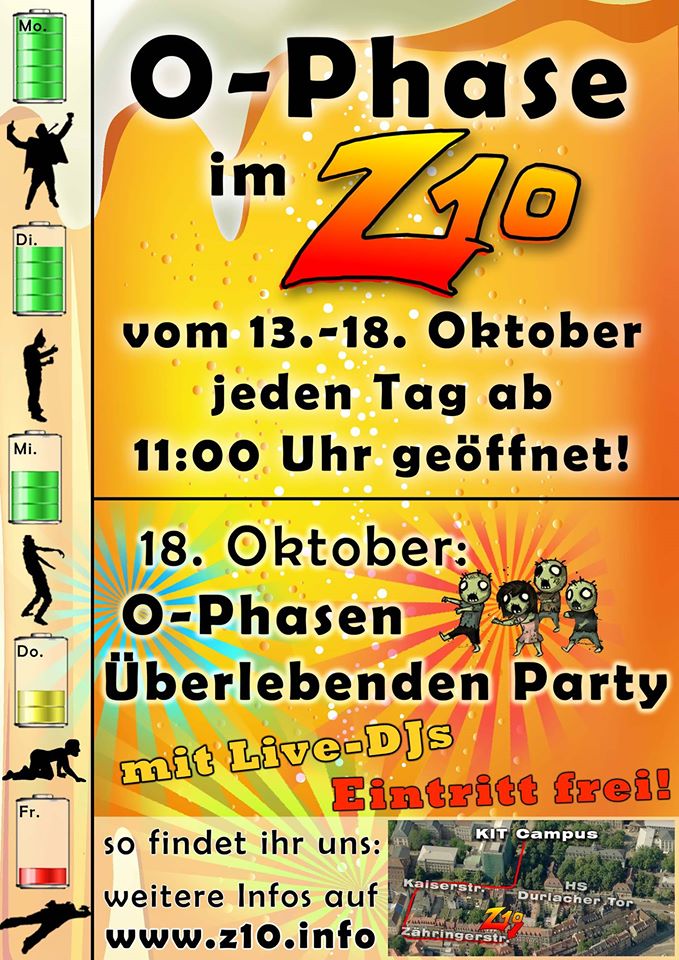 Mo.
Di.
Mi.
Do.
Fr.
O-Phase
im Z10
vom 13.-18. Oktober
jeden Tag ab
11:00 Uhr geöffnet!
18. Oktober:
O-Phasen
Überlebenden Party
mit Live-DJs
Eintritt frei!
so findet ihr uns:
weitere Infos auf
www.z10.info
KIT Campus
Kaiserstr.
HS
Durlacher Tor
Z10
Zähringerstr.